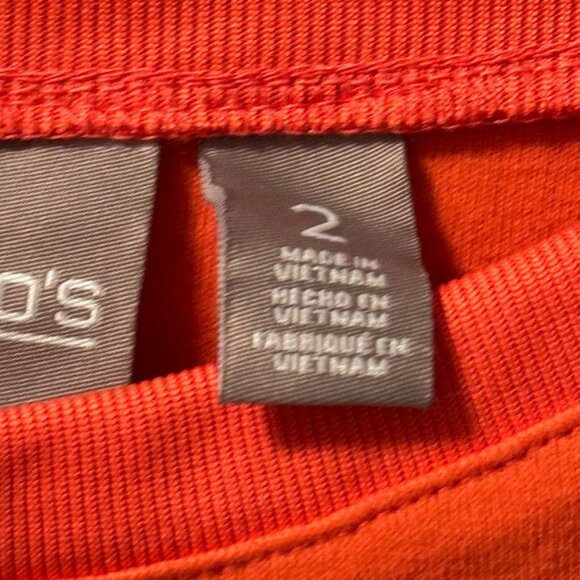 O'S
2
MADE IN
VIETNAM
HECHO EN
VIETNAM
FABRIQUÉ EN
VIETNAM